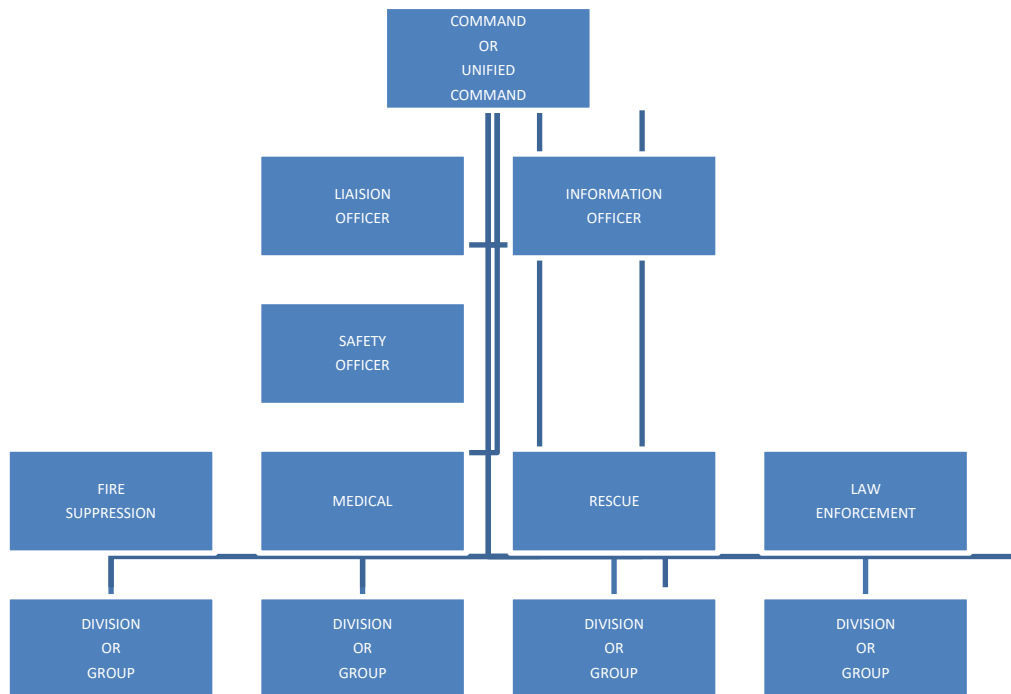 COMMAND
OR
UNIFIED
COMMAND
LIAISION
OFFICER
INFORMATION
OFFICER
SAFETY
OFFICER
FIRE
SUPPRESSION
MEDICAL
RESCUE
LAW
ENFORCEMENT
DIVISION
OR
GROUP
DIVISION
OR
GROUP
DIVISION
OR
GROUP
DIVISION
OR
GROUP